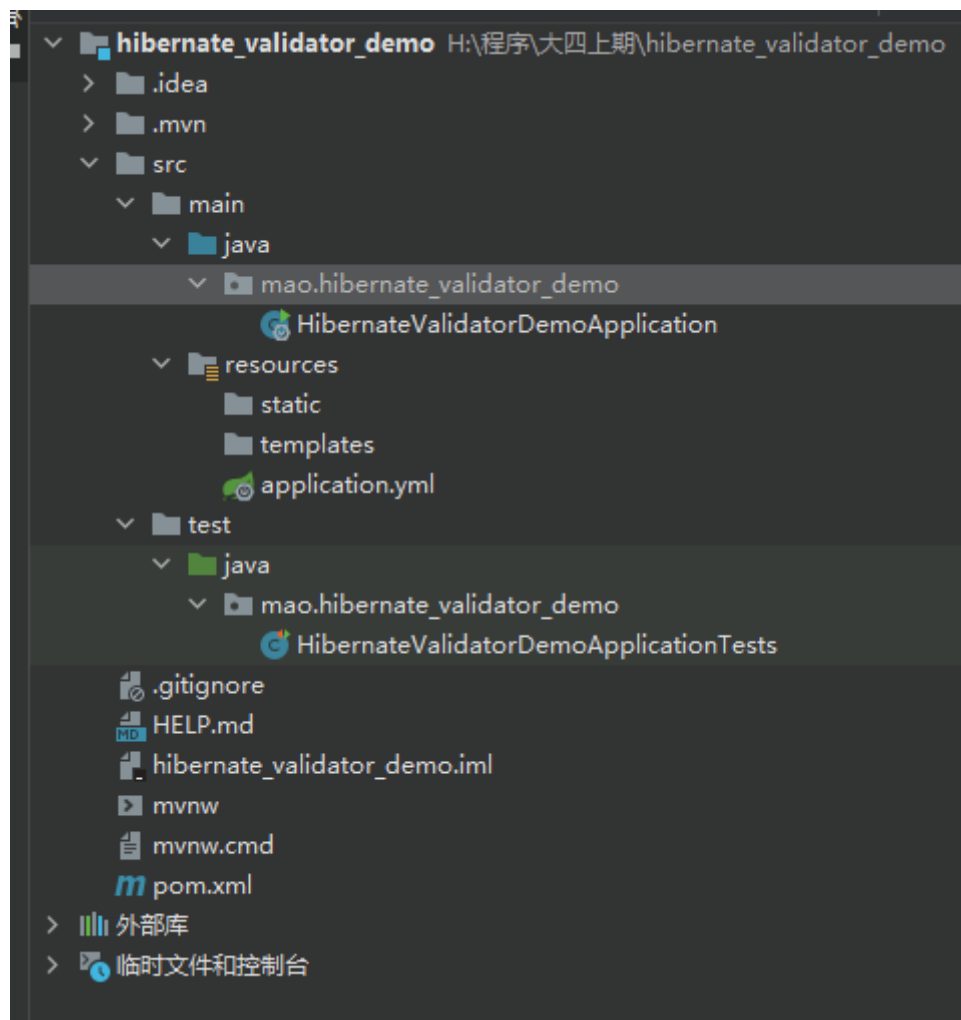 hibernate_validator_demo H:\程序\大四上期\hibernate_validator_demo
.idea
.mvn
src
main
java
mao.hibernate_validator_demo
HibernateValidatorDemoApplication
resources
static
templates
application.yml
test
java
mao.hibernate_validator_demo
HibernateValidatorDemoApplicationTests
.gitignore
HELP.md
hibernate_validator_demo.iml
mvnw
mvnw.cmd
pom.xml
外部库
临时文件和控制台